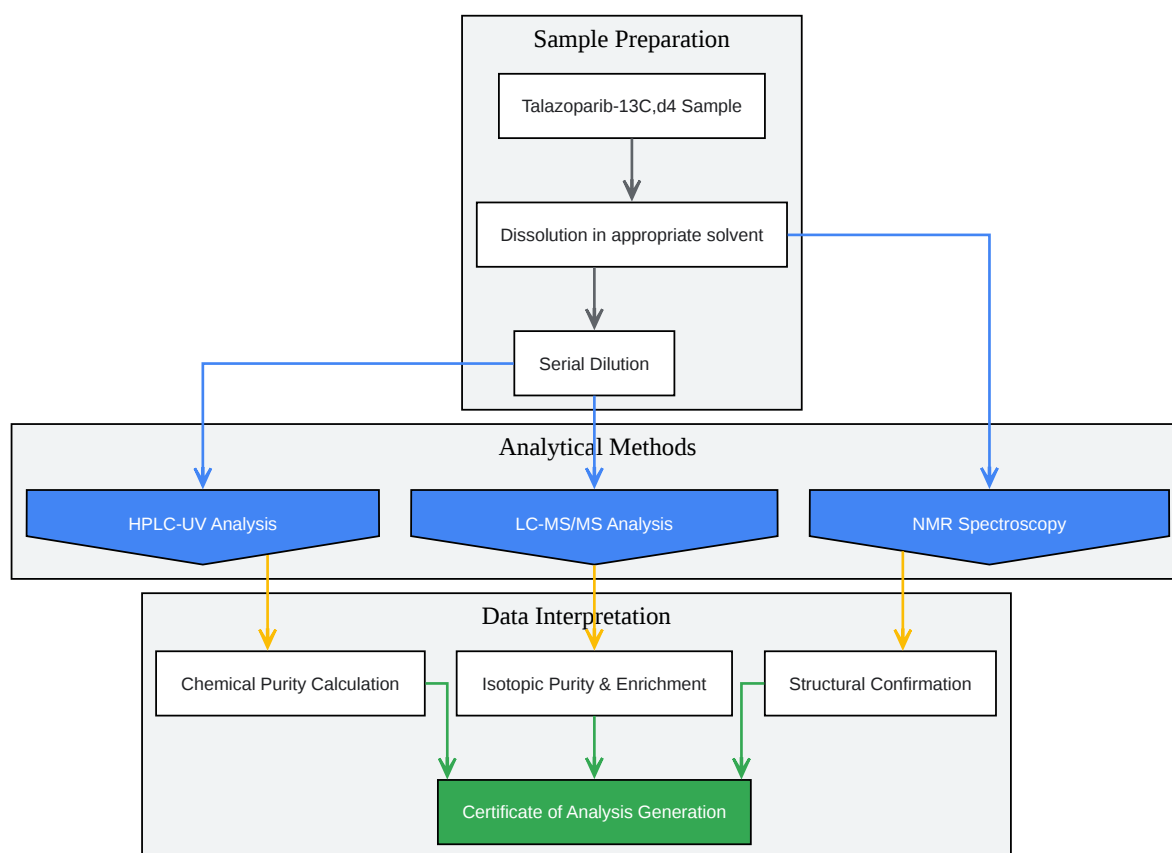 Sample Preparation
Talazoparib-13C,d4 Sample
Dissolution in appropriate solvent
Serial Dilution
Analytical Methods
HPLC-UV Analysis
LC-MS/MS Analysis
NMR Spectroscopy
Data Interpretation
Chemical Purity Calculation
Isotopic Purity & Enrichment
Structural Confirmation
Certificate of Analysis Generation